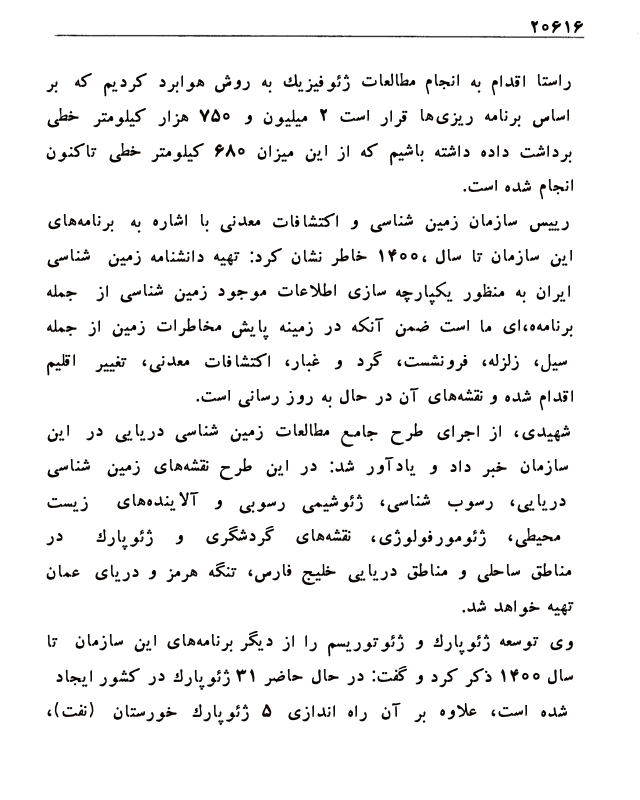 ۲۰۶۱۶
راستا اقدام به انجام مطالعات ژئوفیزیك به روش هوابرد كردیم كه بر
اساس برنامه ریزی‌ها قرار است ۲ میلیون و ۷۵۰ هزار كیلومتر خطی
برداشت داده داشته باشیم كه از این میزان ۶۸۰ كیلومتر خطی تاكنون
انجام شده است.
رییس سازمان زمین شناسی و اكتشافات معدنی با اشاره به برنامه‌های
این سازمان تا سال ،۱۴۰۰ خاطر نشان كرد: تهیه دانشنامه زمین شناسی
ایران به منظور یكپارچه سازی اطلاعات موجود زمین شناسی از جمله
برنامه‌ه،ای ما است ضمن آنكه در زمینه پایش مخاطرات زمین از جمله
سیل، زلزله، فرونشست، گرد و غبار، اكتشافات معدنی، تغییر اقلیم
اقدام شده و نقشه‌های آن در حال به روز رسانی است.
شهیدی، از اجرای طرح جامع مطالعات زمین شناسی دریایی در این
سازمان خبر داد و یادآور شد: در این طرح نقشه‌های زمین شناسی
دریایی، رسوب شناسی، ژئوشیمی رسوبی و آلاینده‌های زیست
محیطی، ژئومورفولوژی، نقشه‌های گردشگری و ژئوپارك در
مناطق ساحلی و مناطق دریایی خلیج فارس، تنگه هرمز و دریای عمان
تهیه خواهد شد.
وی توسعه ژئوپارك و ژئوتوریسم را از دیگر برنامه‌های این سازمان تا
سال ۱۴۰۰ ذكر كرد و گفت: در حال حاضر ۳۱ ژئوپارك در كشور ایجاد
شده است، علاوه بر آن راه اندازی ۵ ژئوپارك خورستان (نفت)،